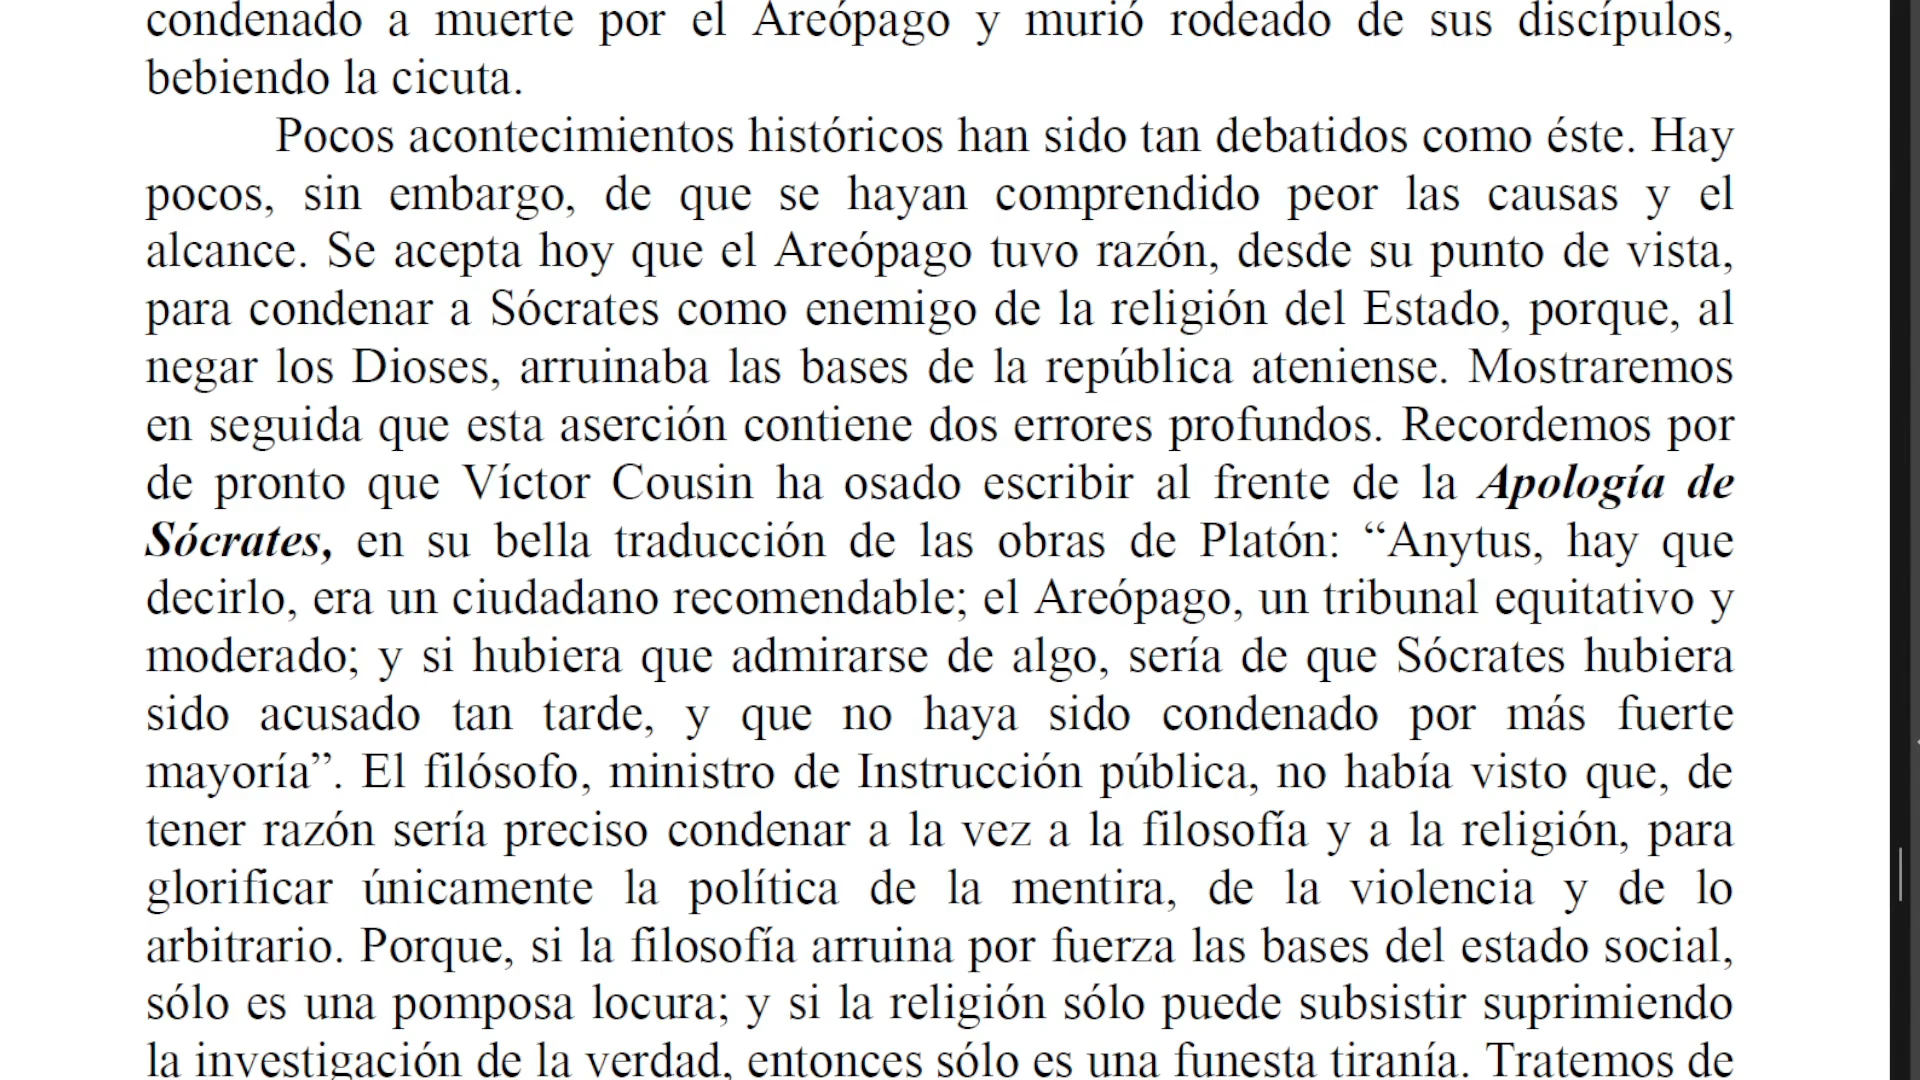 condenado a muerte por el Areópago y murió rodeado de sus discípulos,
bebiendo la cicuta.
Pocos acontecimientos históricos han sido tan debatidos como éste. Hay
pocos, sin embargo, de que se hayan comprendido peor las causas y el
alcance. Se acepta hoy que el Areópago tuvo razón, desde su punto de vista,
para condenar a Sócrates como enemigo de la religión del Estado, porque, al
negar los Dioses, arruinaba las bases de la república ateniense. Mostraremos
en seguida que esta aserción contiene dos errores profundos. Recordemos por
de pronto que Víctor Cousin ha osado escribir al frente de la Apología de
Sócrates, en su bella traducción de las obras de Platón: “Anytus, hay que
decirlo, era un ciudadano recomendable; el Areópago, un tribunal equitativo y
moderado; y si hubiera que admirarse de algo, sería de que Sócrates hubiera
sido acusado tan tarde, y que no haya sido condenado por más fuerte
mayoría”. El filósofo, ministro de Instrucción pública, no había visto que, de
tener razón sería preciso condenar a la vez a la filosofía y a la religión, para
glorificar únicamente la política de la mentira, de la violencia y de lo
arbitrario. Porque, si la filosofía arruina por fuerza las bases del estado social,
sólo es una pomposa locura; y si la religión sólo puede subsistir suprimiendo
la investigación de la verdad, entonces sólo es una funesta tiranía. Tratemos de